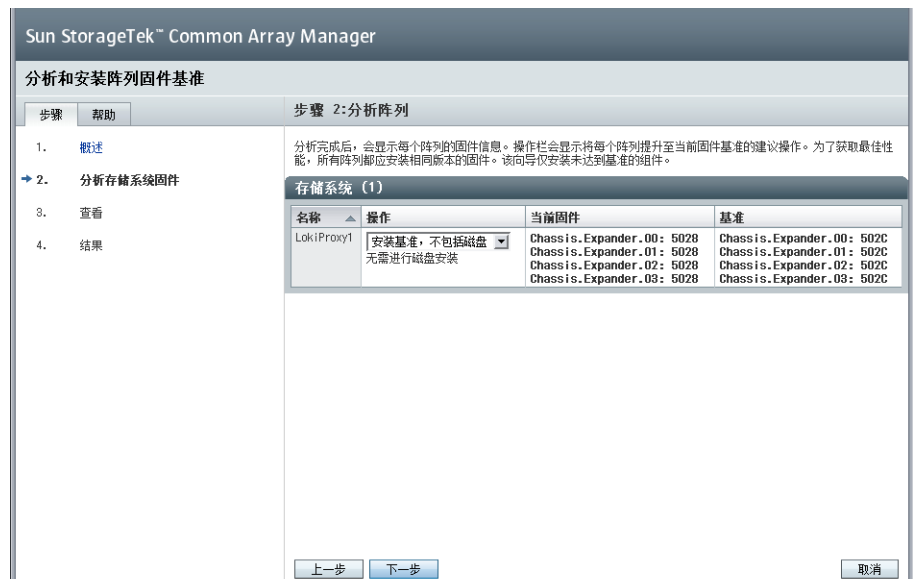 Sun StorageTek™ Common Array Manager
分析和安装阵列固件基准
步骤 帮助
1. 概述
2. 分析存储系统固件
3. 查看
4. 结果
步骤 2:分析阵列
分析完成后，会显示每个阵列的固件信息。操作栏会显示将每个阵列提升至当前固件基准的建议操作。为了获取最佳性
能，所有阵列都应安装相同版本的固件。该向导仅安装未达到基准的组件。
存储系统 (1)
名称 操作 当前固件 基准
LokiProxy1 安装基准，不包括磁盘 Chassis.Expander.00: 5028 Chassis.Expander.00: 502C
无需进行磁盘安装 Chassis.Expander.01: 5028 Chassis.Expander.01: 502C
Chassis.Expander.02: 5028 Chassis.Expander.02: 502C
Chassis.Expander.03: 5028 Chassis.Expander.03: 502C
上一步 下一步 取消